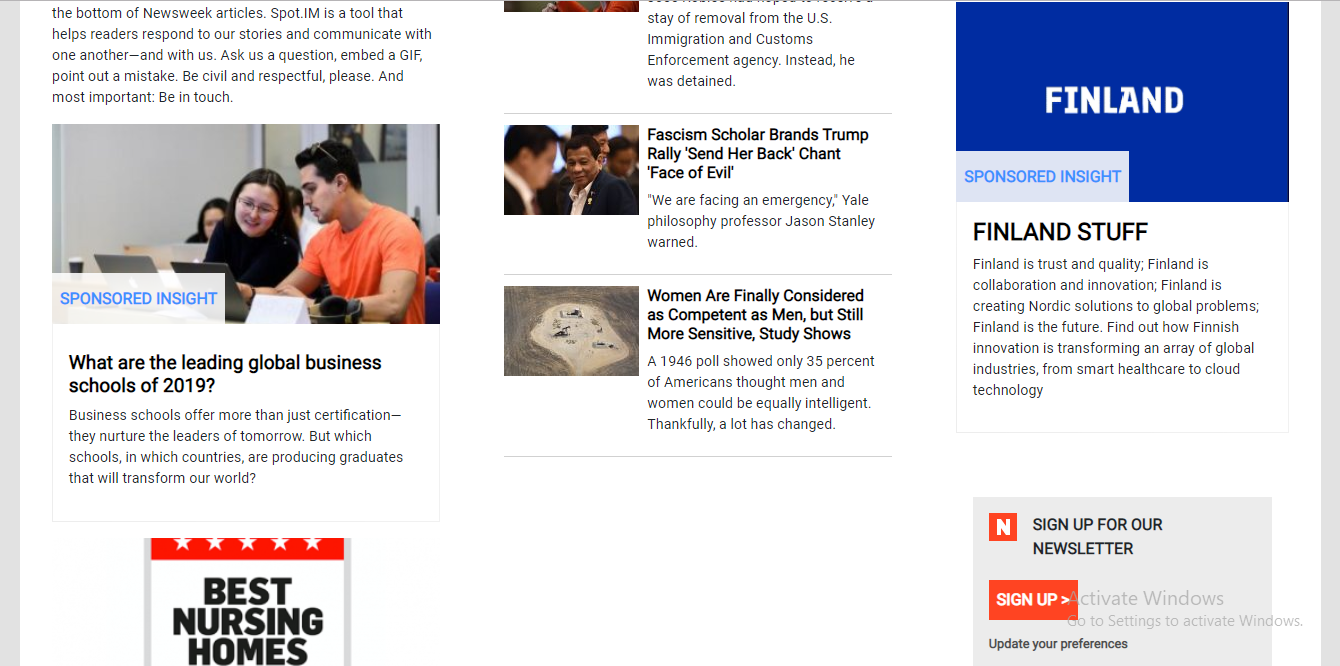 the bottom of Newsweek articles. Spot.IM is a tool that
helps readers respond to our stories and communicate with
one another—and with us. Ask us a question, embed a GIF,
point out a mistake. Be civil and respectful, please. And
most important: Be in touch.
SPONSORED INSIGHT
What are the leading global business
schools of 2019?
Business schools offer more than just certification—
they nurture the leaders of tomorrow. But which
schools, in which countries, are producing graduates
that will transform our world?
BEST
NURSING
HOMES
stay of removal from the U.S.
Immigration and Customs
Enforcement agency. Instead, he
was detained.
Fascism Scholar Brands Trump
Rally 'Send Her Back' Chant
'Face of Evil'
"We are facing an emergency," Yale
philosophy professor Jason Stanley
warned.
Women Are Finally Considered
as Competent as Men, but Still
More Sensitive, Study Shows
A 1946 poll showed only 35 percent
of Americans thought men and
women could be equally intelligent.
Thankfully, a lot has changed.
FINLAND
SPONSORED INSIGHT
FINLAND STUFF
Finland is trust and quality; Finland is
collaboration and innovation; Finland is
creating Nordic solutions to global problems;
Finland is the future. Find out how Finnish
innovation is transforming an array of global
industries, from smart healthcare to cloud
technology
N SIGN UP FOR OUR
NEWSLETTER
SIGN UP >
Activate Windows
Go to Settings to activate Windows.
Update your preferences